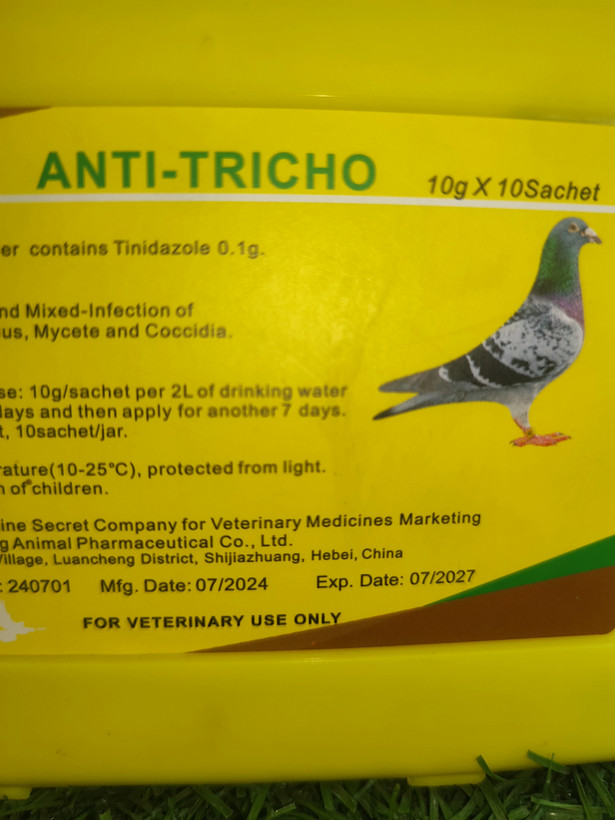 ANTI-TRICHO
10g X 10Sachet
er contains Tinidazole 0.1g.
nd Mixed-Infection of
us, Mycete and Coccidia.
se: 10g/sachet per 2L of drinking water
days and then apply for another 7 days.
t, 10sachet/jar.
rature(10-25°C), protected from light.
n of children.
ine Secret Company for Veterinary Medicines Marketing
g Animal Pharmaceutical Co., Ltd.
Village, Luancheng District, Shijiazhuang, Hebei, China
: 240701 Mfg. Date: 07/2024 Exp. Date: 07/2027
FOR VETERINARY USE ONLY